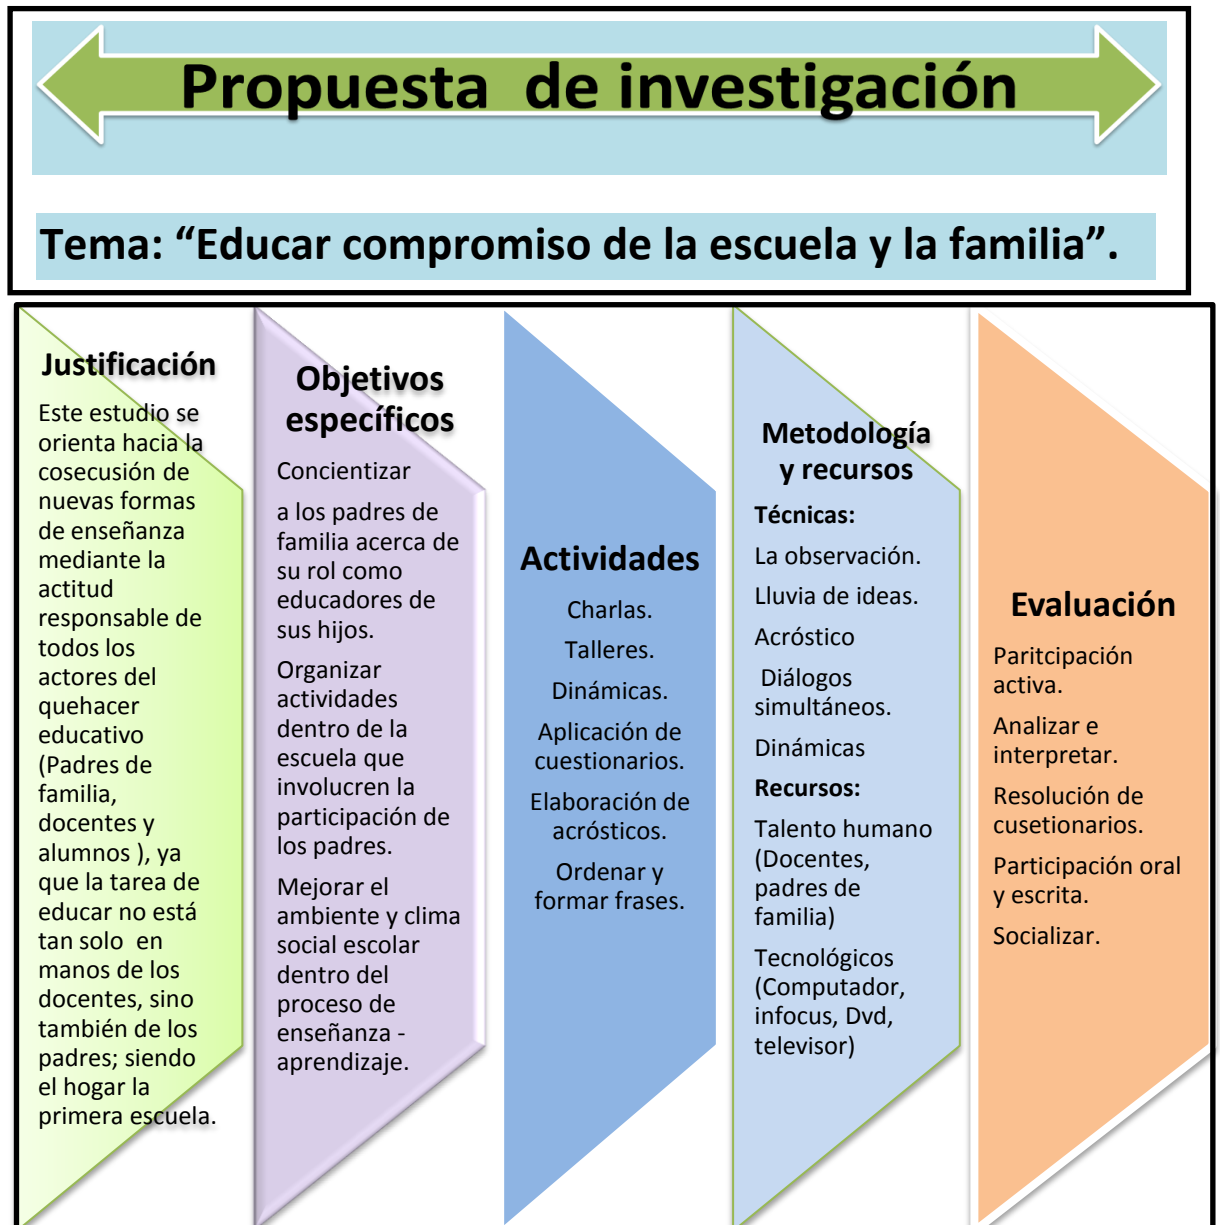 Propuesta de investigación
Tema: “Educar compromiso de la escuela y la familia”.
Justificación
Este estudio se
orienta hacia la
cosecusión de
nuevas formas
de enseñanza
mediante la
actitud
responsable de
todos los
actores del
quehacer
educativo
(Padres de
familia,
docentes y
alumnos ), ya
que la tarea de
educar no está
tan solo en
manos de los
docentes, sino
también de los
padres; siendo
el hogar la
primera escuela.
Objetivos
específicos
Concientizar
a los padres de
familia acerca de
su rol como
educadores de
sus hijos.
Organizar
actividades
dentro de la
escuela que
involucren la
participación de
los padres.
Mejorar el
ambiente y clima
social escolar
dentro del
proceso de
enseñanza -
aprendizaje.
Actividades
Charlas.
Talleres.
Dinámicas.
Aplicación de
cuestionarios.
Elaboración de
acrósticos.
Ordenar y
formar frases.
Metodología
y recursos
Técnicas:
La observación.
Lluvia de ideas.
Acróstico
Diálogos
simultáneos.
Dinámicas
Recursos:
Talento humano
(Docentes,
padres de
familia)
Tecnológicos
(Computador,
infocus, Dvd,
televisor)
Evaluación
Paritcipación
activa.
Analizar e
interpretar.
Resolución de
cusetionarios.
Participación oral
y escrita.
Socializar.